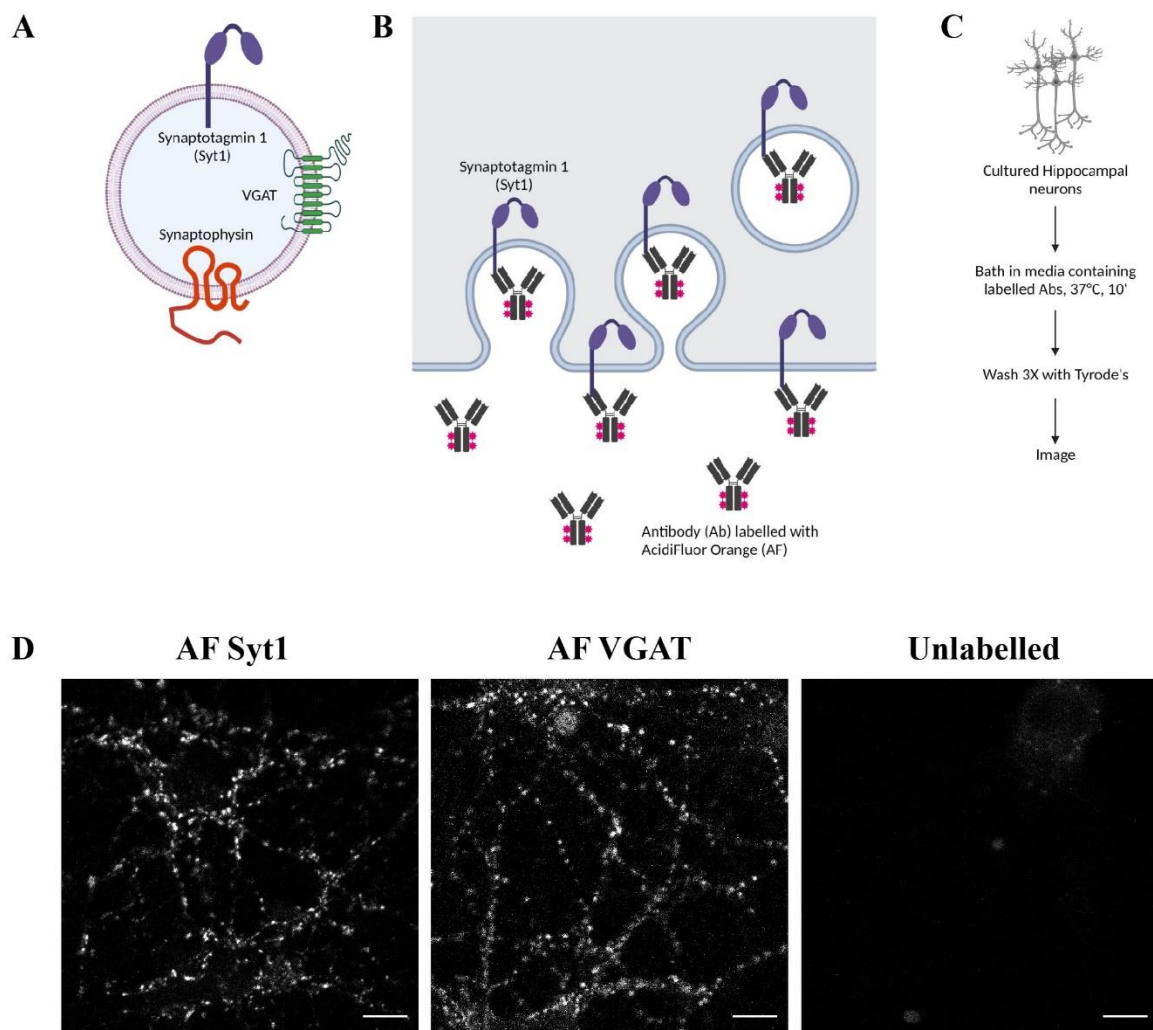 A
Synaptotagmin 1
(Syt1)
VGAT
Synaptophysin
B
Synaptotagmin 1
(Syt1)
Antibody (Ab) labelled with
AcidiFluor Orange (AF)
C
Cultured Hippocampal
neurons
Bath in media containing
labelled Abs, 37°C, 10'
Wash 3X with Tyrode's
Image
D
AF Syt1
AF VGAT
Unlabelled